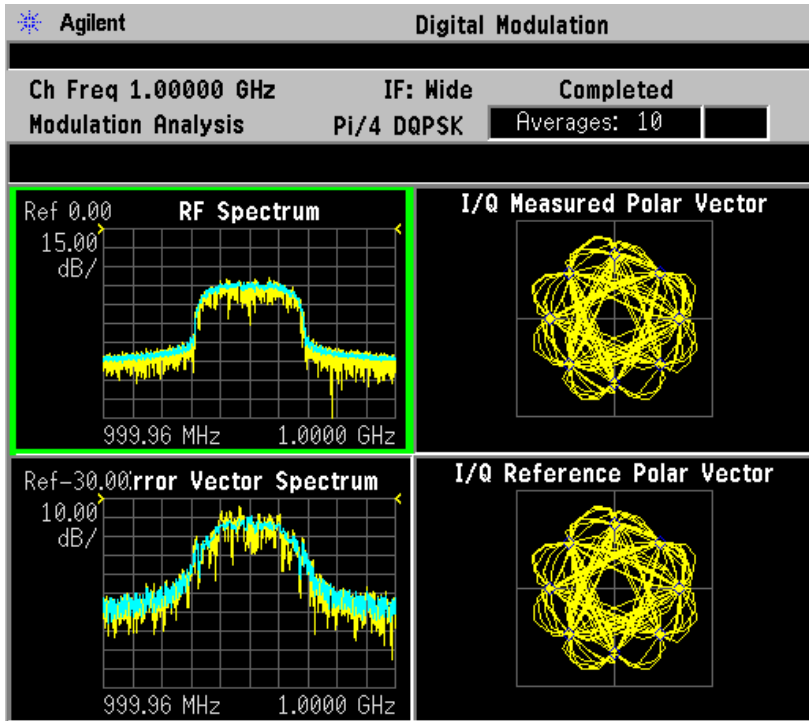 Agilent Digital Modulation
Ch Freq 1.00000 GHz IF: Wide Completed
Modulation Analysis Pi/4 DQPSK Averages: 10
Ref 0.00 RF Spectrum
15.00
dB/
999.96 MHz 1.0000 GHz
I/Q Measured Polar Vector
Ref-30.00 rror Vector Spectrum
10.00
dB/
999.96 MHz 1.0000 GHz
I/Q Reference Polar Vector